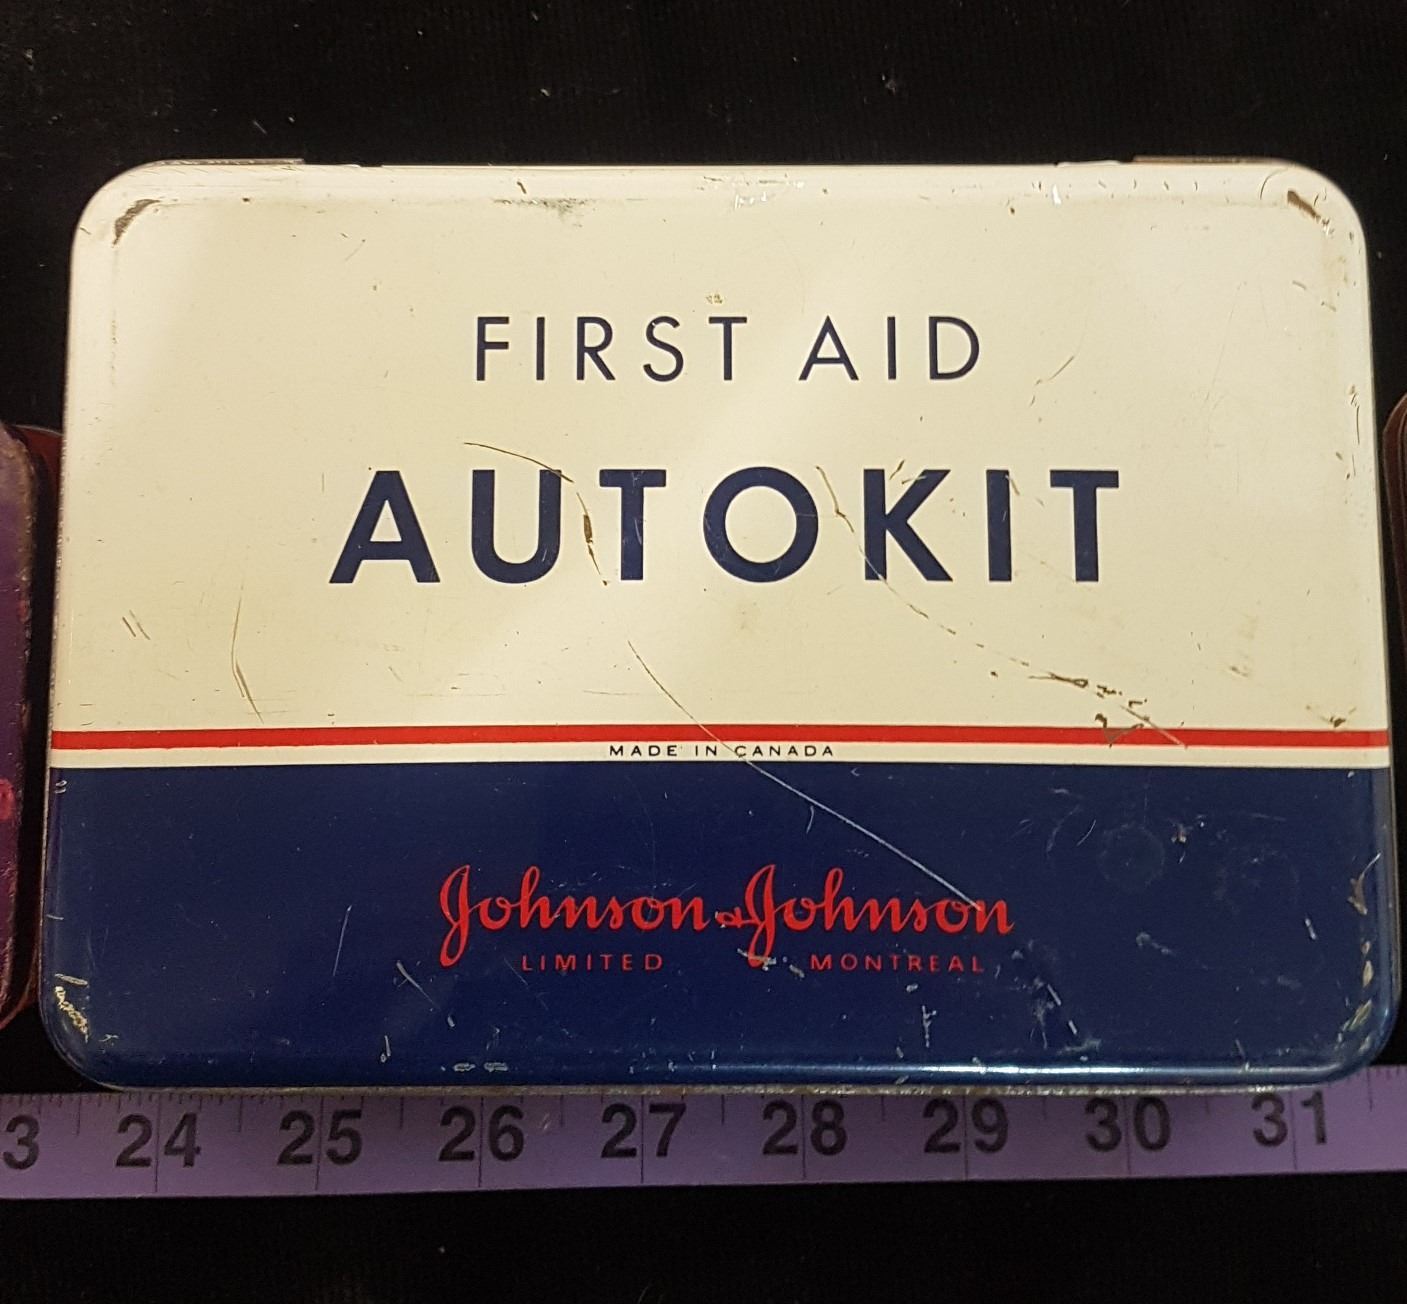 FIRST AID
AUTOKIT
MADE IN CANADA
Johnson & Johnson
LIMITED MONTREAL
3 24 25 26 27 28 29 30 31